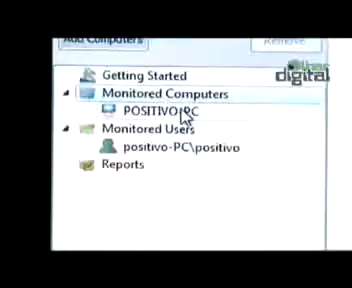 Add Computers
Remove
Getting Started
digital
Monitored Computers
POSITIVO-PC
Monitored Users
positivo-PC\positivo
Reports